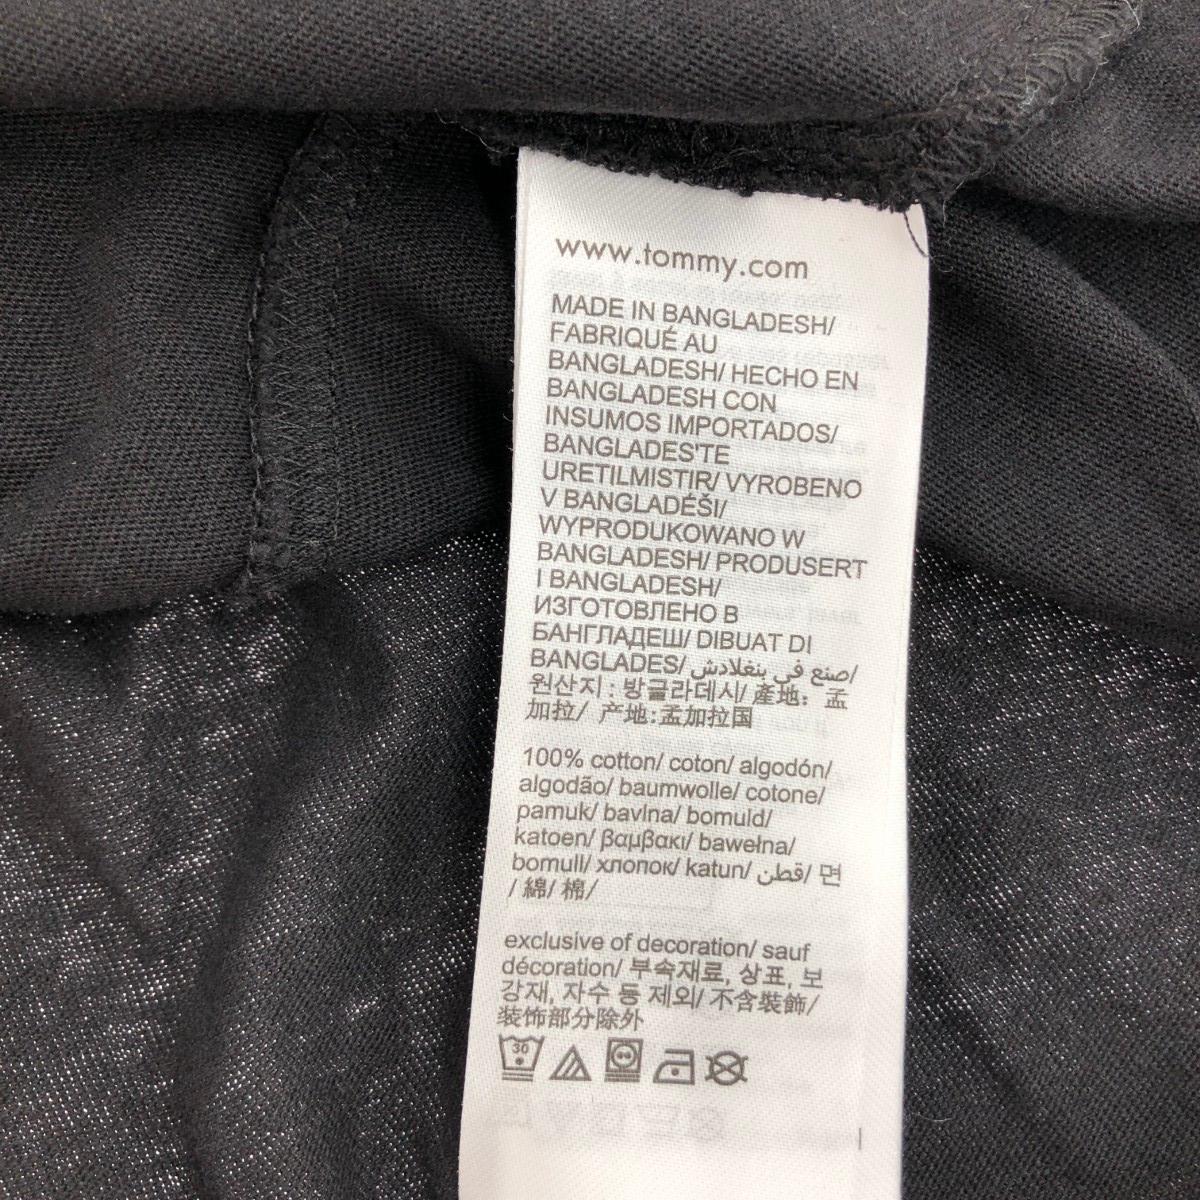 www.tommy.com
MADE IN BANGLADESH/
FABRIQUÉ AU
BANGLADESH/ HECHO EN
BANGLADESH CON
INSUMOS IMPORTADOS/
BANGLADES'TE
URETILMISTIR/ VYROBENO
V BANGLADÉŠI/
WYPRODUKOWANO W
BANGLADESH/ PRODUSERT
I BANGLADESH/
ИЗГОТОВЛЕНО В
БАНГЛАДЕШ/ DIBUAT DI
BANGLADES/ صنع في بنغلادش/
원산지 : 방글라데시/ 產地：孟
加拉/ 产地:孟加拉国
100% cotton/ coton/ algodón/
algodão/ baumwolle/ cotone/
pamuk/ bavlna/ bomuld/
katoen/ βαμβακι/ bawełna/
bomull/ хлопок/ katun/ قطن/ 면
/ 綿/ 棉/
exclusive of decoration/ sauf
décoration/ 부속재료, 상표, 보
강재, 자수 등 제외/ 不含裝飾/
装饰部分除外
30